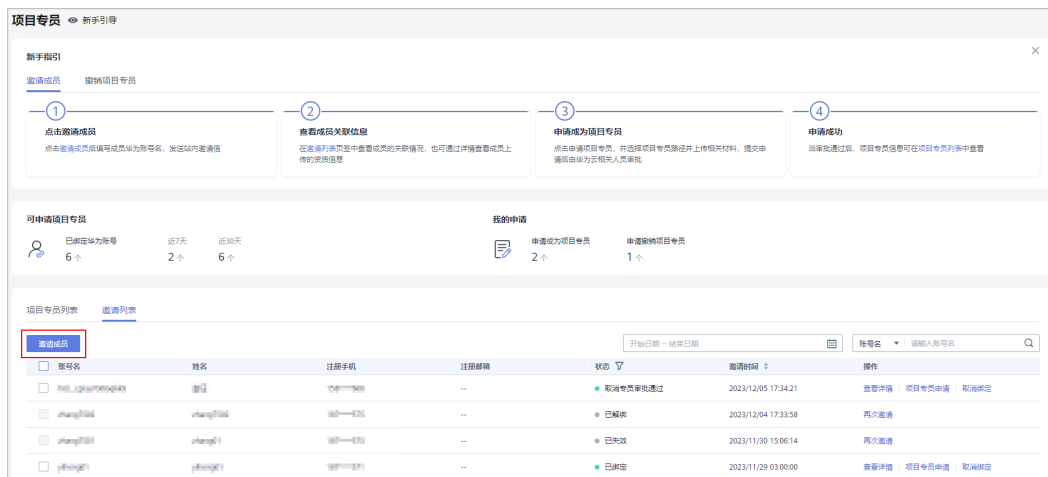 项目专员 新手引导
新手指引
邀请成员 撤销项目专员
1 2 3 4
点击邀请成员 查看成员关联信息 申请成为项目专员 申请成功
点击邀请成员后填写成员华为账号名，发送站内邀请信
在邀请列表页签中查看成员的关联情况，也可通过详情查看成员上
传的资质信息
点击申请项目专员，并选择项目专员路径并上传相关材料，提交申
请后由华为云相关人员审批
当审批通过后，项目专员信息可在项目专员列表中查看
可申请项目专员 我的申请
已绑定华为账号 近7天 近30天 申请成为项目专员 申请撤销项目专员
6 个 2 个 6 个 2 个 1 个
项目专员列表 邀请列表
邀请成员 开始日期 – 结束日期 账号名 请输入账号名
账号名 姓名 注册手机 注册邮箱 状态 邀请时间 操作
-- 取消专员审批通过 2023/12/05 17:34:21 查看详情 项目专员申请 取消绑定
-- 已解绑 2023/12/04 17:33:58 再次邀请
-- 已失效 2023/11/30 15:06:14 再次邀请
-- 已绑定 2023/11/29 03:00:00 查看详情 项目专员申请 取消绑定